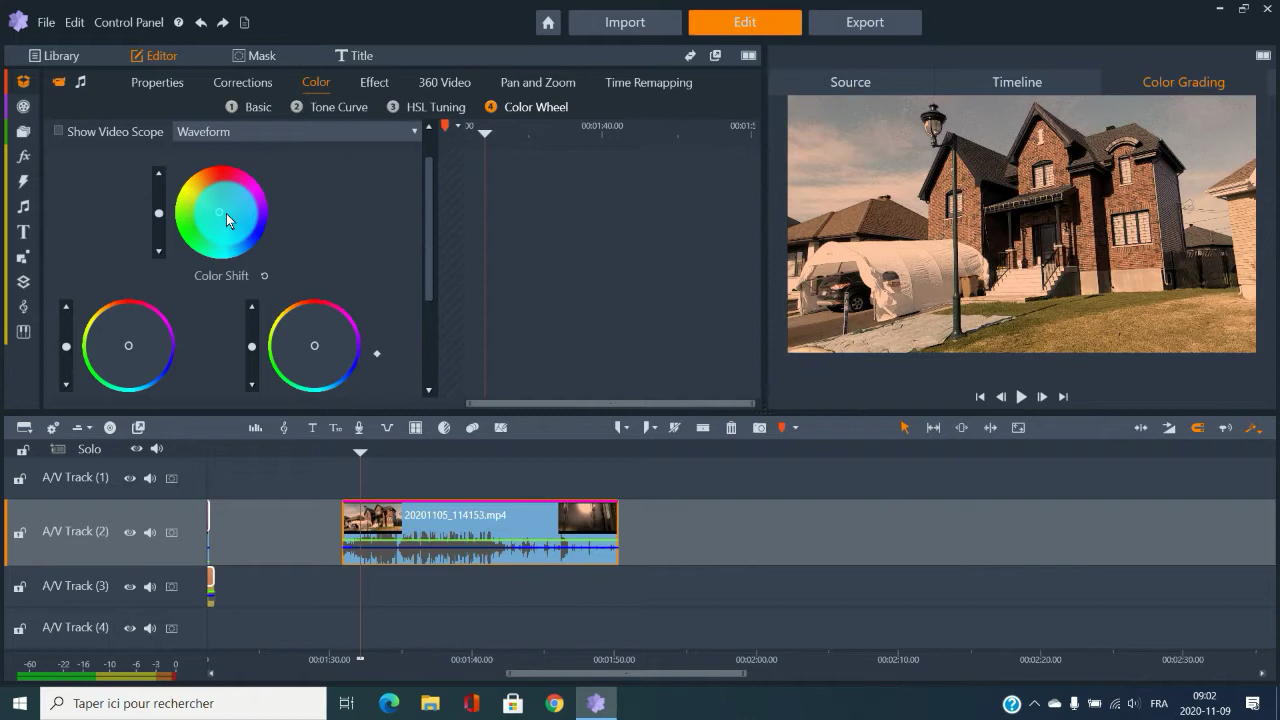 File Edit Control Panel
Import Edit Export
Library Editor Mask Title
Properties Corrections Color Effect 360 Video Pan and Zoom Time Remapping
Source Timeline Color Grading
1 Basic 2 Tone Curve 3 HSL Tuning 4 Color Wheel
Show Video Scope Waveform
:00 00:01:40.00 00:01:5
Color Shift
Solo
A/V Track (1)
A/V Track (2)
20201105_114153.mp4
A/V Track (3)
A/V Track (4)
-60 -22 -16 -10 -6 -3 0
00:01:30.00 00:01:40.00 00:01:50.00 00:02:00.00 00:02:10.00 00:02:20.00 00:02:30.00
Taper ici pour rechercher
FRA
09:02
2020-11-09